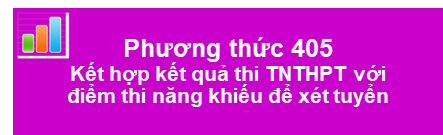 Phương thức 405
Kết hợp kết quả thi TNTHPT với
điểm thi năng khiếu để xét tuyển